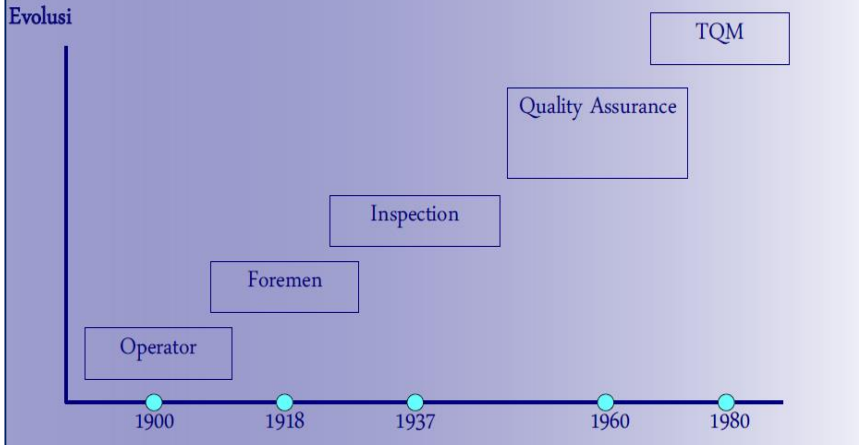 Evolusi
TQM
Quality Assurance
Inspection
Foremen
Operator
1900 1918 1937 1960 1980